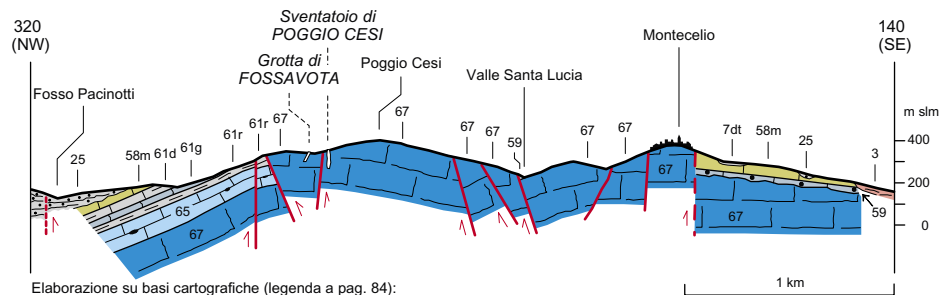 320
(NW)
Sventatoio di
POGGIO CESI
140
(SE)
Grotta di
FOSSAVOTA
Poggio Cesi
Valle Santa Lucia
Montecelio
Fosso Pacinotti
m slm
25
58m
61d
61g
61r
61r
67
67
67
67
59
67
67
7dt
58m
25
3
400
200
0
65
67
67
67
59
Elaborazione su basi cartografiche (legenda a pag. 84):
1 km